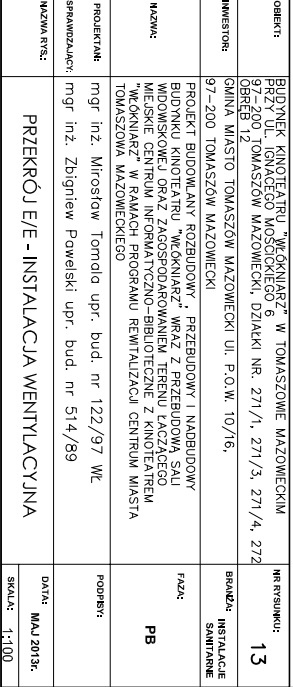 OBIEKT:
BUDYNEK KINOTEATRU "WŁÓKNIARZ" W TOMASZOWIE MAZOWIECKIM
PRZY UL. IGNACEGO MOŚCICKIEGO 6
97-200 TOMASZÓW MAZOWIECKI, DZIAŁKI NR. 271/1, 271/3, 271/4, 272
OBRĘB 12
NR RYSUNKU:
13
INWESTOR:
GMINA MIASTO TOMASZÓW MAZOWIECKI Ul. P.O.W. 10/16,
97-200 TOMASZÓW MAZOWIECKI
BRANŻA:
INSTALACJE
SANITARNE
NAZWA:
PROJEKT BUDOWLANY ROZBUDOWY, PRZEBUDOWY I NADBUDOWY
BUDYNKU KINOTEATRU "WŁÓKNIARZ" WRAZ Z PRZEBUDOWĄ SALI
WIDOWISKOWEJ ORAZ ZAGOSPODAROWANIEM TERENU ŁĄCZĄCEGO
MIEJSKIE CENTRUM INFORMATYCZNO-BIBLIOTECZNE Z KINOTEATREM
"WŁÓKNIARZ" W RAMACH PROGRAMU REWITALIZACJI CENTRUM MIASTA
TOMASZOWA MAZOWIECKIEGO
FAZA:
PB
PROJEKTANT:
mgr inż. Mirosław Tomala upr. bud. nr 122/97 WŁ
PODPISY:
SPRAWDZAJĄCY:
mgr inż. Zbigniew Pawelski upr. bud. nr 514/89
NAZWA RYS.:
PRZEKRÓJ E/E - INSTALACJA WENTYLACYJNA
DATA:
MAJ 2013r.
SKALA:
1:100